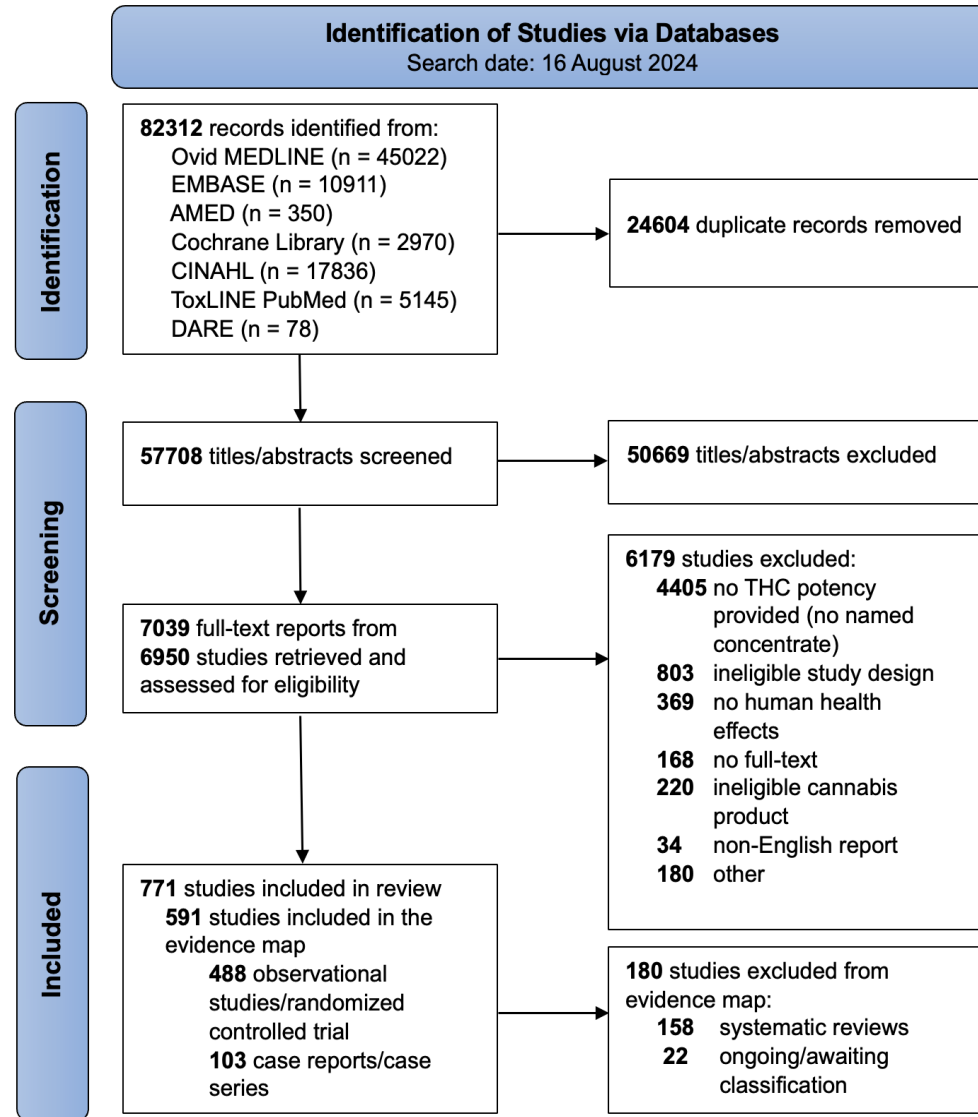 Identification of Studies via Databases
Search date: 16 August 2024
Identification
82312 records identified from:
Ovid MEDLINE (n = 45022)
EMBASE (n = 10911)
AMED (n = 350)
Cochrane Library (n = 2970)
CINAHL (n = 17836)
ToxLINE PubMed (n = 5145)
DARE (n = 78)
24604 duplicate records removed
Screening
57708 titles/abstracts screened
50669 titles/abstracts excluded
7039 full-text reports from
6950 studies retrieved and
assessed for eligibility
6179 studies excluded:
4405 no THC potency
provided (no named
concentrate)
803 ineligible study design
369 no human health
effects
168 no full-text
220 ineligible cannabis
product
34 non-English report
180 other
Included
771 studies included in review
591 studies included in the
evidence map
488 observational
studies/randomized
controlled trial
103 case reports/case
series
180 studies excluded from
evidence map:
158 systematic reviews
22 ongoing/awaiting
classification